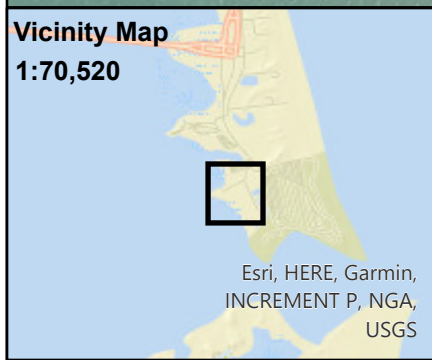 Vicinity Map
1:70,520
Esri, HERE, Garmin,
INCREMENT P, NGA,
USGS